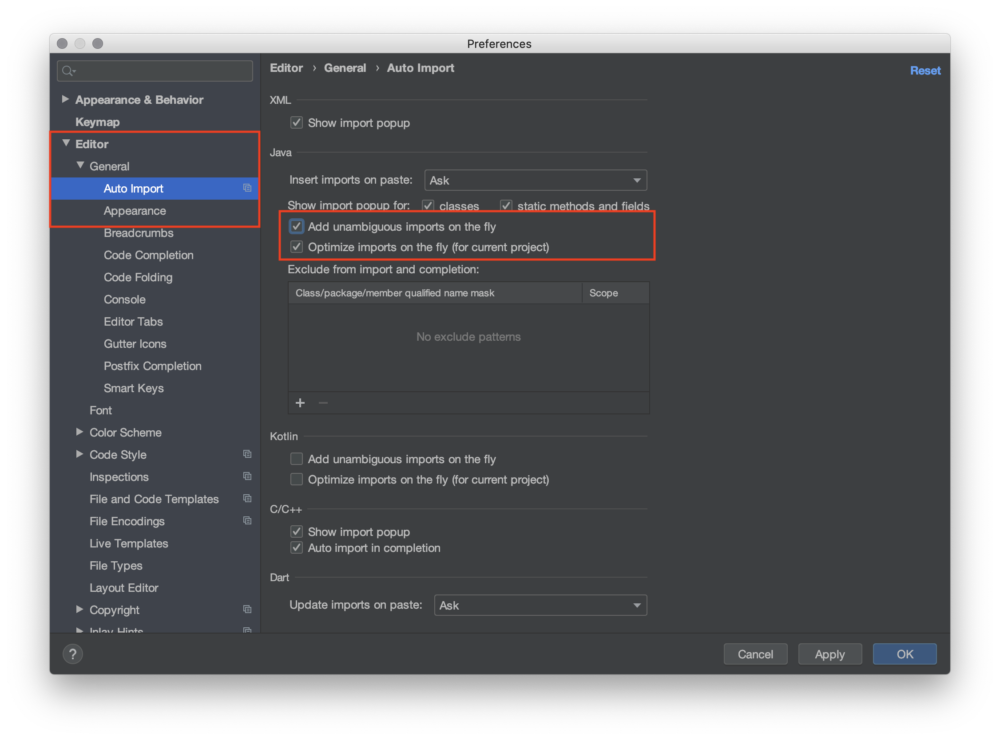 Preferences
Appearance & Behavior
Keymap
Editor
General
Auto Import
Appearance
Breadcrumbs
Code Completion
Code Folding
Console
Editor Tabs
Gutter Icons
Postfix Completion
Smart Keys
Font
Color Scheme
Code Style
Inspections
File and Code Templates
File Encodings
Live Templates
File Types
Layout Editor
Copyright
Inlay Hints
Editor › General › Auto Import
Reset
XML
Show import popup
Java
Insert imports on paste: Ask
Show import popup for: classes static methods and fields
Add unambiguous imports on the fly
Optimize imports on the fly (for current project)
Exclude from import and completion:
Class/package/member qualified name mask Scope
No exclude patterns
Kotlin
Add unambiguous imports on the fly
Optimize imports on the fly (for current project)
C/C++
Show import popup
Auto import in completion
Dart
Update imports on paste: Ask
? Cancel Apply OK